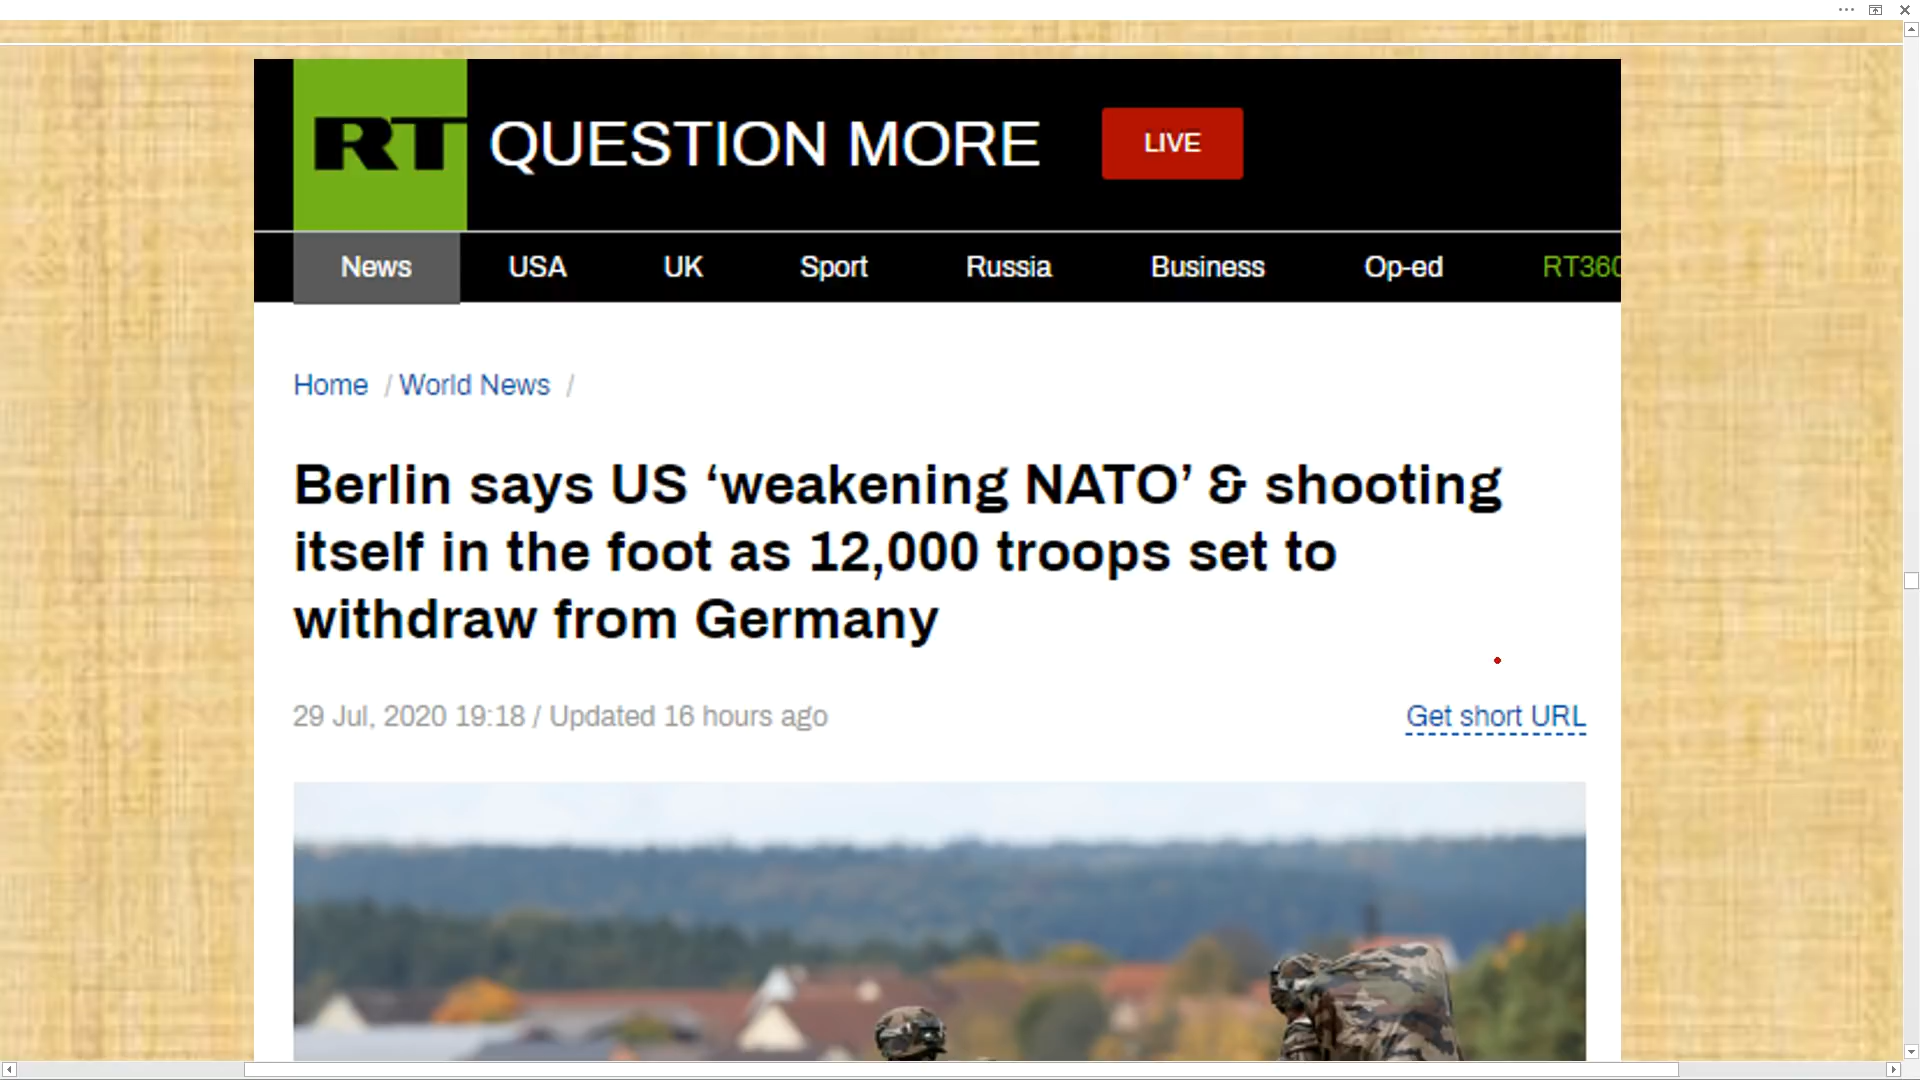 RT QUESTION MORE LIVE
News USA UK Sport Russia Business Op-ed RT360
Home / World News /
Berlin says US ‘weakening NATO’ & shooting
itself in the foot as 12,000 troops set to
withdraw from Germany
29 Jul, 2020 19:18 / Updated 16 hours ago
Get short URL